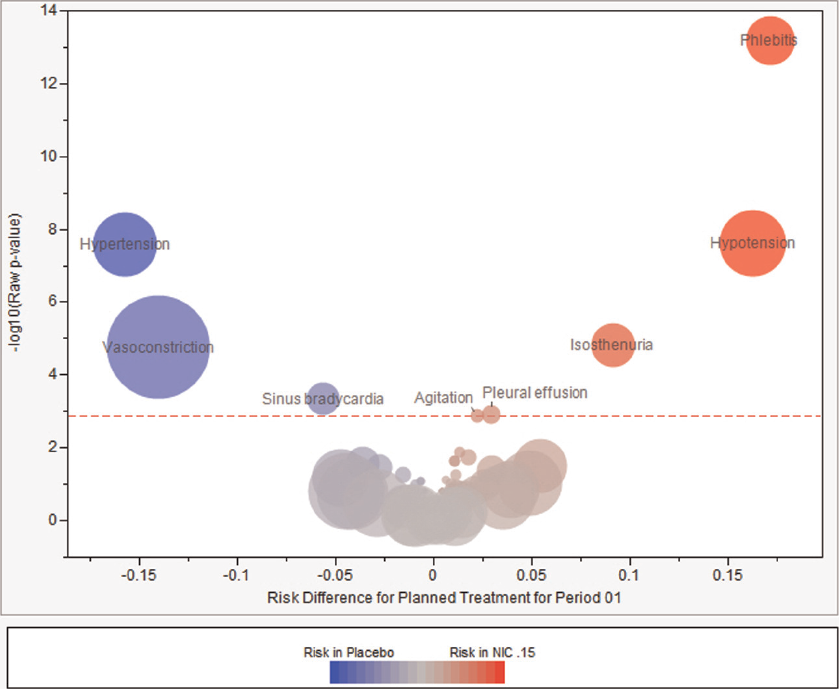 14
12
10
8
6
4
2
0
-log10(Raw p-value)
Phlebitis
Hypertension
Hypotension
Vasoconstriction
Isosthenuria
Sinus bradycardia
Agitation
Pleural effusion
-0.15 -0.1 -0.05 0 0.05 0.1 0.15
Risk Difference for Planned Treatment for Period 01
Risk in Placebo Risk in NIC .15